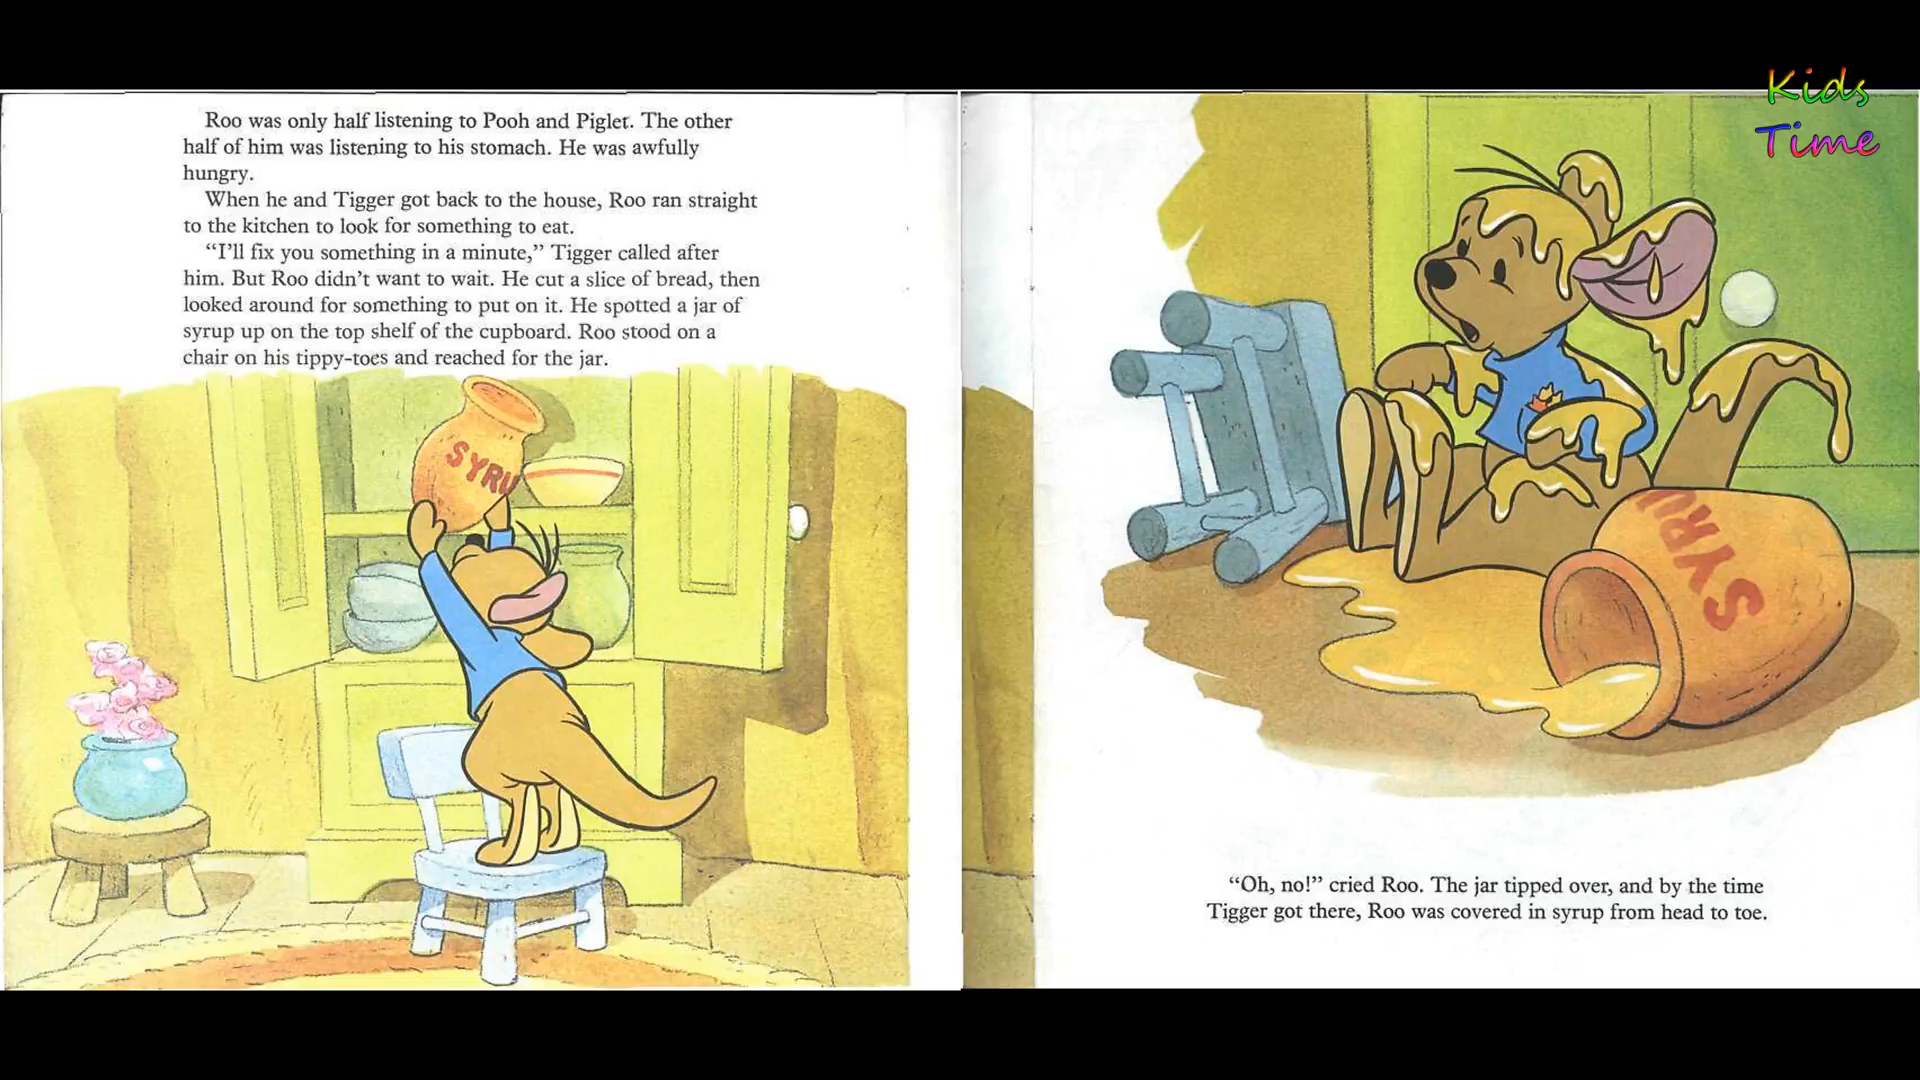 Roo was only half listening to Pooh and Piglet. The other
half of him was listening to his stomach. He was awfully
hungry.
When he and Tigger got back to the house, Roo ran straight
to the kitchen to look for something to eat.
“I’ll fix you something in a minute,” Tigger called after
him. But Roo didn’t want to wait. He cut a slice of bread, then
looked around for something to put on it. He spotted a jar of
syrup up on the top shelf of the cupboard. Roo stood on a
chair on his tippy-toes and reached for the jar.
SYRU
Kids
Time
SYRU
“Oh, no!” cried Roo. The jar tipped over, and by the time
Tigger got there, Roo was covered in syrup from head to toe.